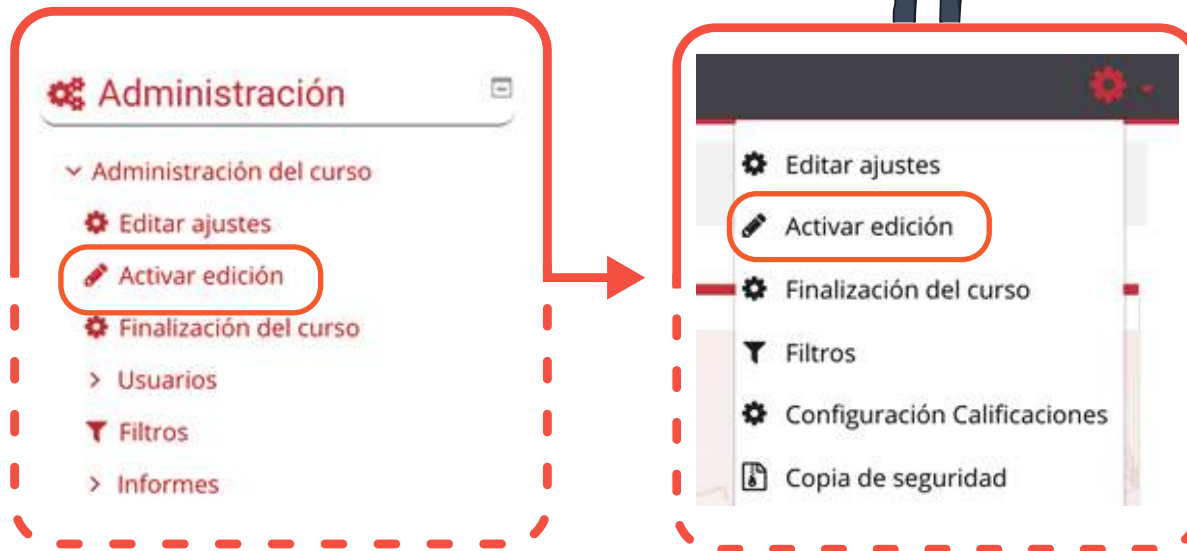 Administración
Administración del curso
Editar ajustes
Activar edición
Finalización del curso
Usuarios
Filtros
Informes
Editar ajustes
Activar edición
Finalización del curso
Filtros
Configuración Calificaciones
Copia de seguridad